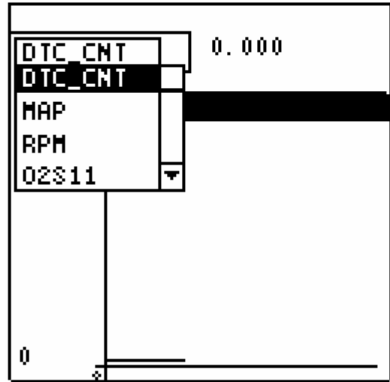 DTC_CNT 0.000
DTC_CNT
MAP
RPM
O2S11
0